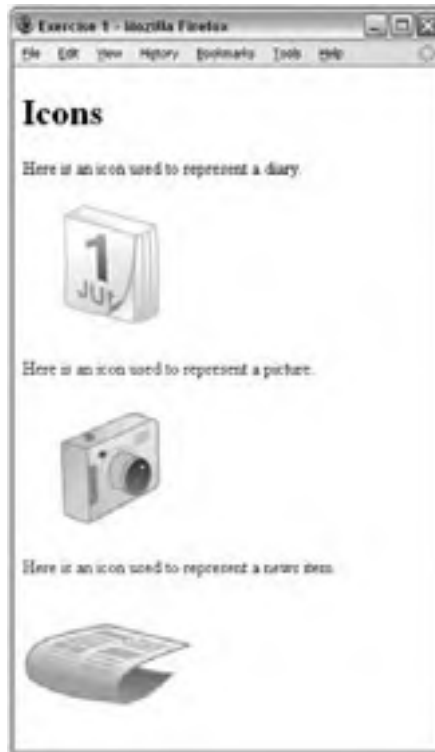 Exercise 1 - Mozilla Firefox
File Edit View History Bookmarks Tools Help
Icons
Here is an icon used to represent a diary.
1
JUL
Here is an icon used to represent a picture.
Here is an icon used to represent a news item.